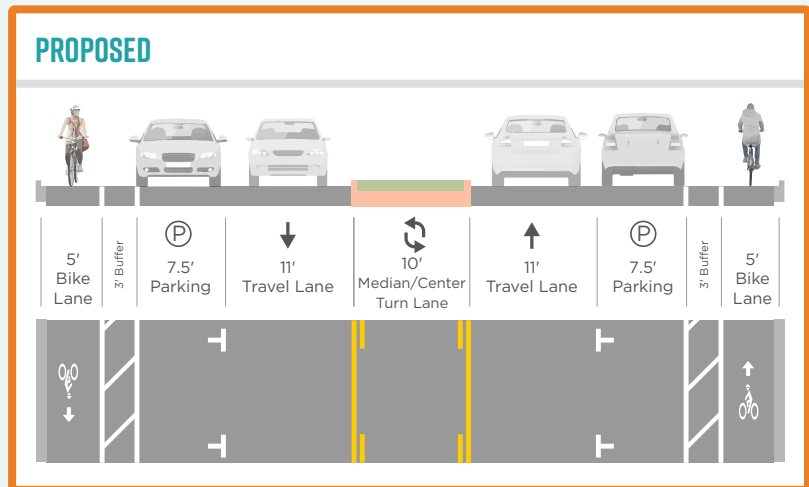 PROPOSED
5'
Bike
Lane
3' Buffer
P
7.5'
Parking
11'
Travel Lane
10'
Median/Center
Turn Lane
11'
Travel Lane
P
7.5'
Parking
3' Buffer
5'
Bike
Lane